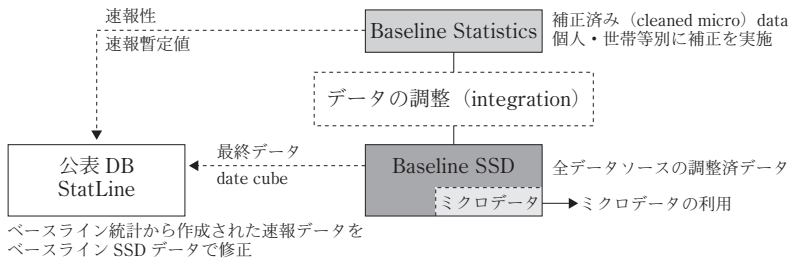 速報性
速報暫定値
Baseline Statistics
補正済み（cleaned micro）data
個人・世帯等別に補正を実施
データの調整（integration）
公表 DB
StatLine
最終データ
date cube
Baseline SSD
ミクロデータ
全データソースの調整済データ
ミクロデータの利用
ベースライン統計から作成された速報データを
ベースライン SSD データで修正